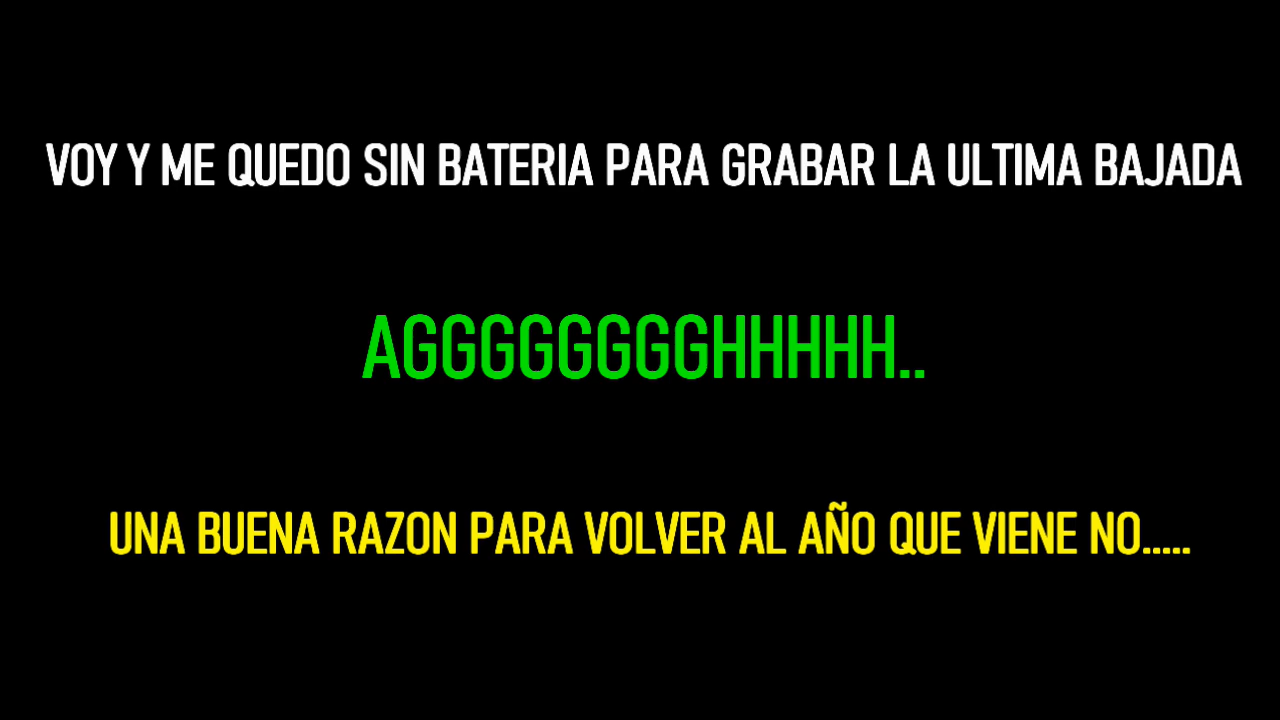 VOY Y ME QUEDO SIN BATERIA PARA GRABAR LA ULTIMA BAJADA
AGGGGGGGGHHHHH..
UNA BUENA RAZON PARA VOLVER AL AÑO QUE VIENE NO.....